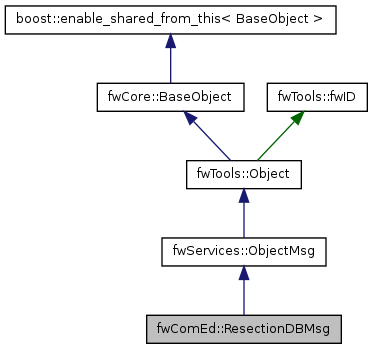 boost::enable_shared_from_this< BaseObject >
fwCore::BaseObject
fwTools::fwID
fwTools::Object
fwServices::ObjectMsg
fwComEd::ResectionDBMsg